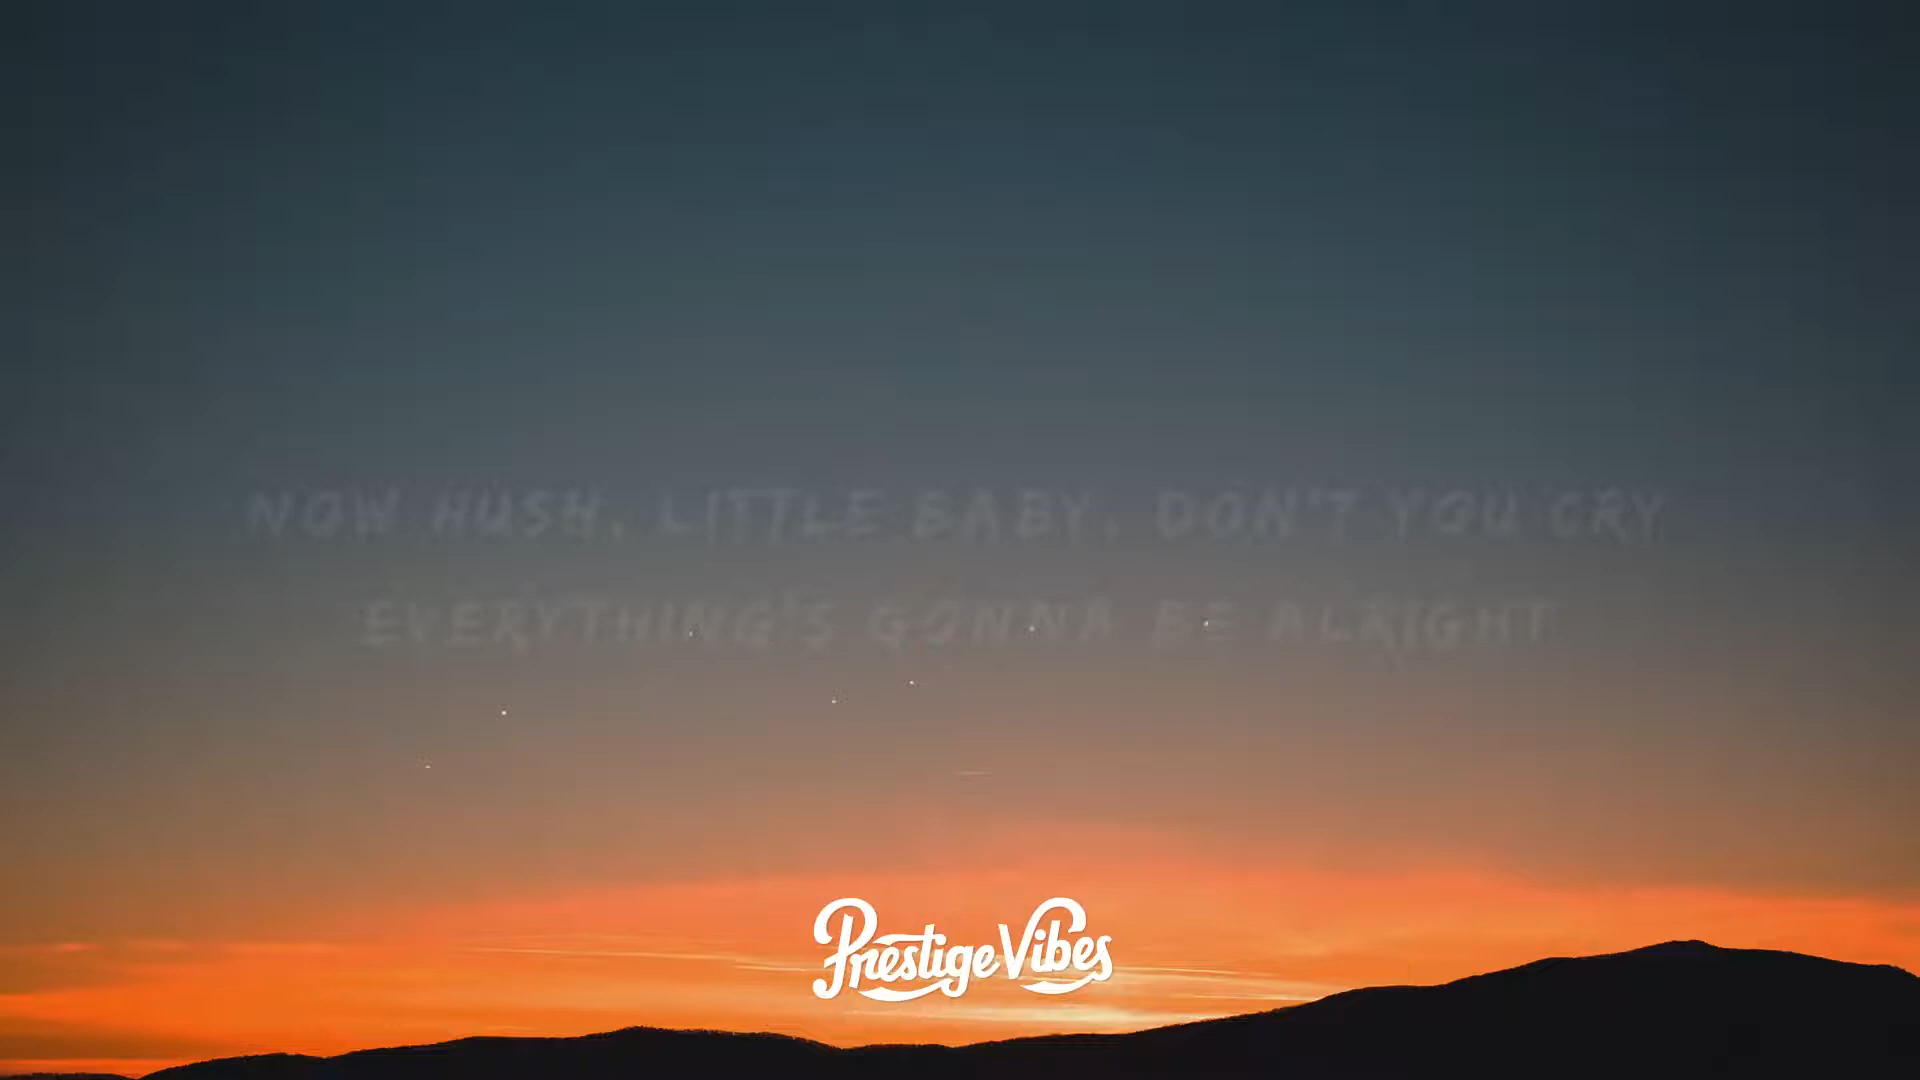 NOW HUSH, LITTLE BABY, DON'T YOU CRY
EVERYTHING'S GONNA BE ALRIGHT
Prestige Vibes